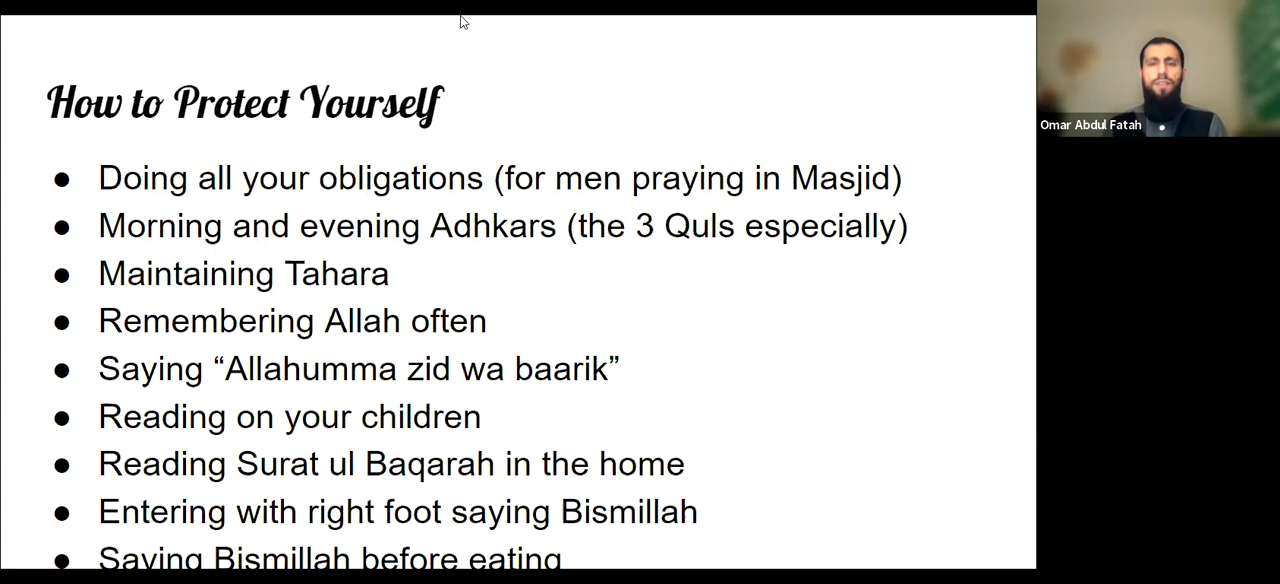 How to Protect Yourself
● Doing all your obligations (for men praying in Masjid)
● Morning and evening Adhkars (the 3 Quls especially)
● Maintaining Tahara
● Remembering Allah often
● Saying “Allahumma zid wa baarik”
● Reading on your children
● Reading Surat ul Baqarah in the home
● Entering with right foot saying Bismillah
● Saying Bismillah before eating
Omar Abdul Fatah